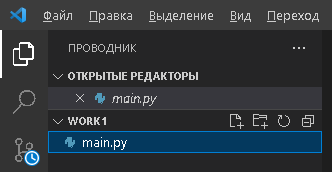 Файл Правка Выделение Вид Переход
ПРОВОДНИК
ОТКРЫТЫЕ РЕДАКТОРЫ
main.py
WORK1
main.py